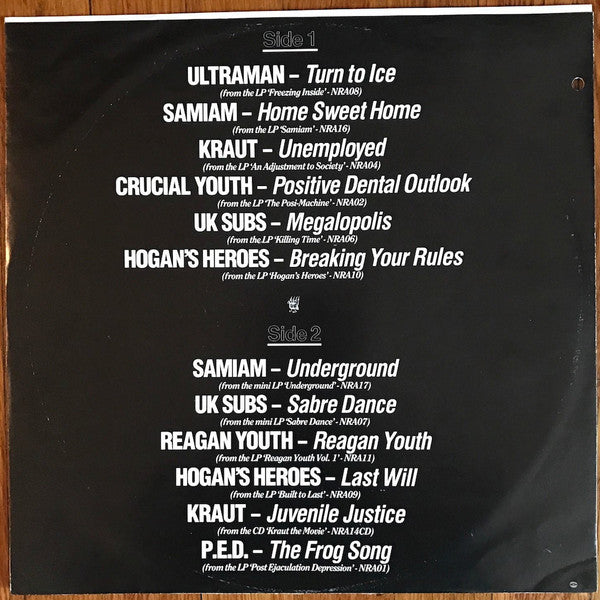 Side 1
ULTRAMAN – Turn to Ice
(from the LP 'Freezing Inside' - NRA08)
SAMIAM – Home Sweet Home
(from the LP 'Samiam' - NRA16)
KRAUT – Unemployed
(from the LP 'An Adjustment to Society' - NRA04)
CRUCIAL YOUTH – Positive Dental Outlook
(from the LP 'The Posi-Machine' - NRA02)
UK SUBS – Megalopolis
(from the LP 'Killing Time' - NRA06)
HOGAN'S HEROES – Breaking Your Rules
(from the LP 'Hogan's Heroes' - NRA10)
Side 2
SAMIAM – Underground
(from the mini LP 'Underground' - NRA17)
UK SUBS – Sabre Dance
(from the mini LP 'Sabre Dance' - NRA07)
REAGAN YOUTH – Reagan Youth
(from the LP 'Reagan Youth Vol. 1' - NRA11)
HOGAN'S HEROES – Last Will
(from the LP 'Built to Last' - NRA09)
KRAUT – Juvenile Justice
(from the CD 'Kraut the Movie' - NRA14CD)
P.E.D. – The Frog Song
(from the LP 'Post Ejaculation Depression' - NRA01)